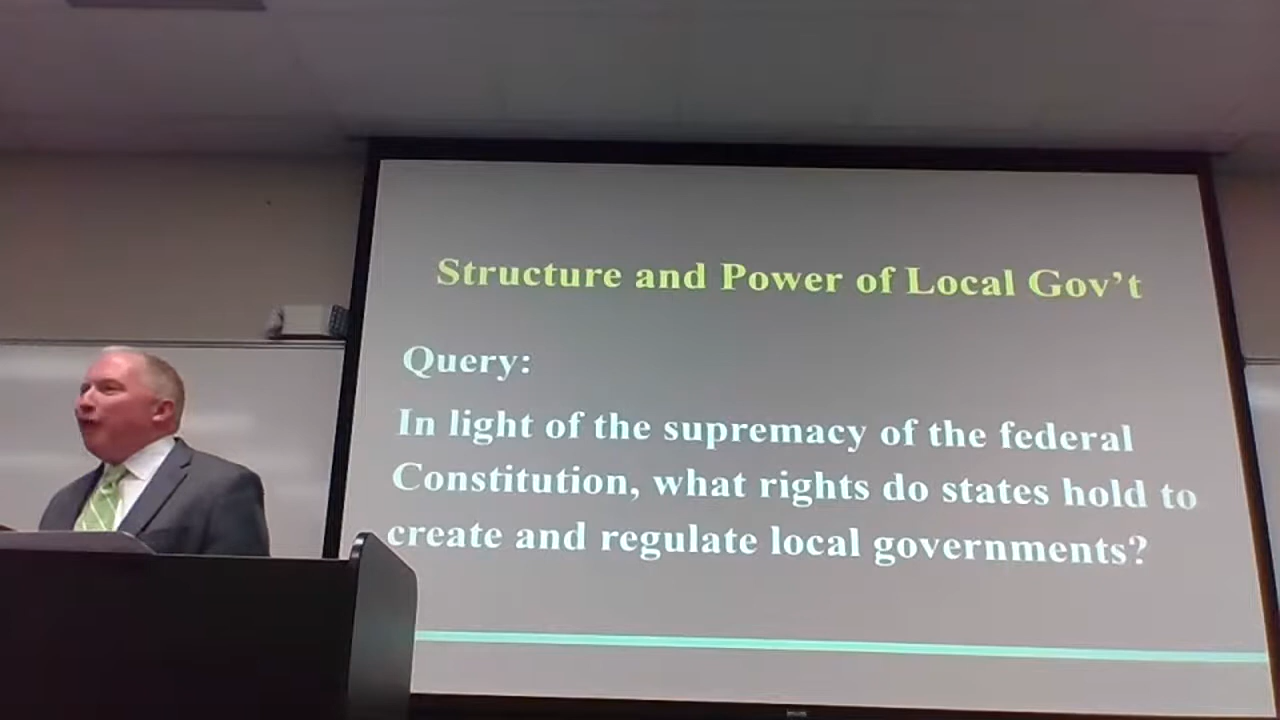 Structure and Power of Local Gov't
Query:
In light of the supremacy of the federal
Constitution, what rights do states hold to
create and regulate local governments?